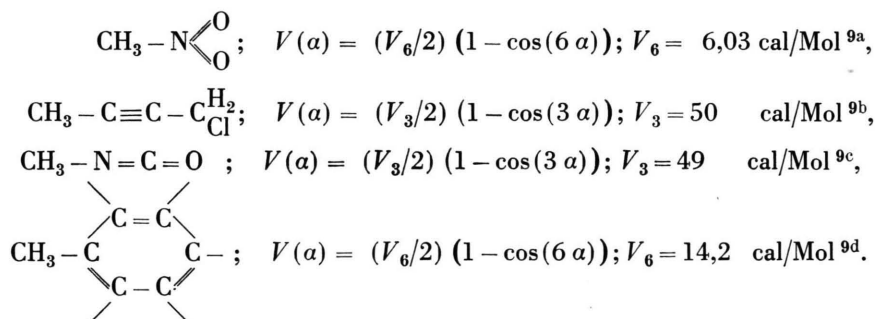 CH₃ – N⟨O O ; V(a) = (V₆/2) (1 – cos(6 a)); V₆ = 6,03 cal/Mol ⁹ᵃ,
CH₃ – C≡C – C H₂ Cl ; V(a) = (V₃/2) (1 – cos(3 a)); V₃ = 50 cal/Mol ⁹ᵇ,
CH₃ – N = C = O ; V(a) = (V₃/2) (1 – cos(3 a)); V₃ = 49 cal/Mol ⁹ᶜ,
C = C
CH₃ – C C – ; V(a) = (V₆/2) (1 – cos(6 a)); V₆ = 14,2 cal/Mol ⁹ᵈ.
C – C